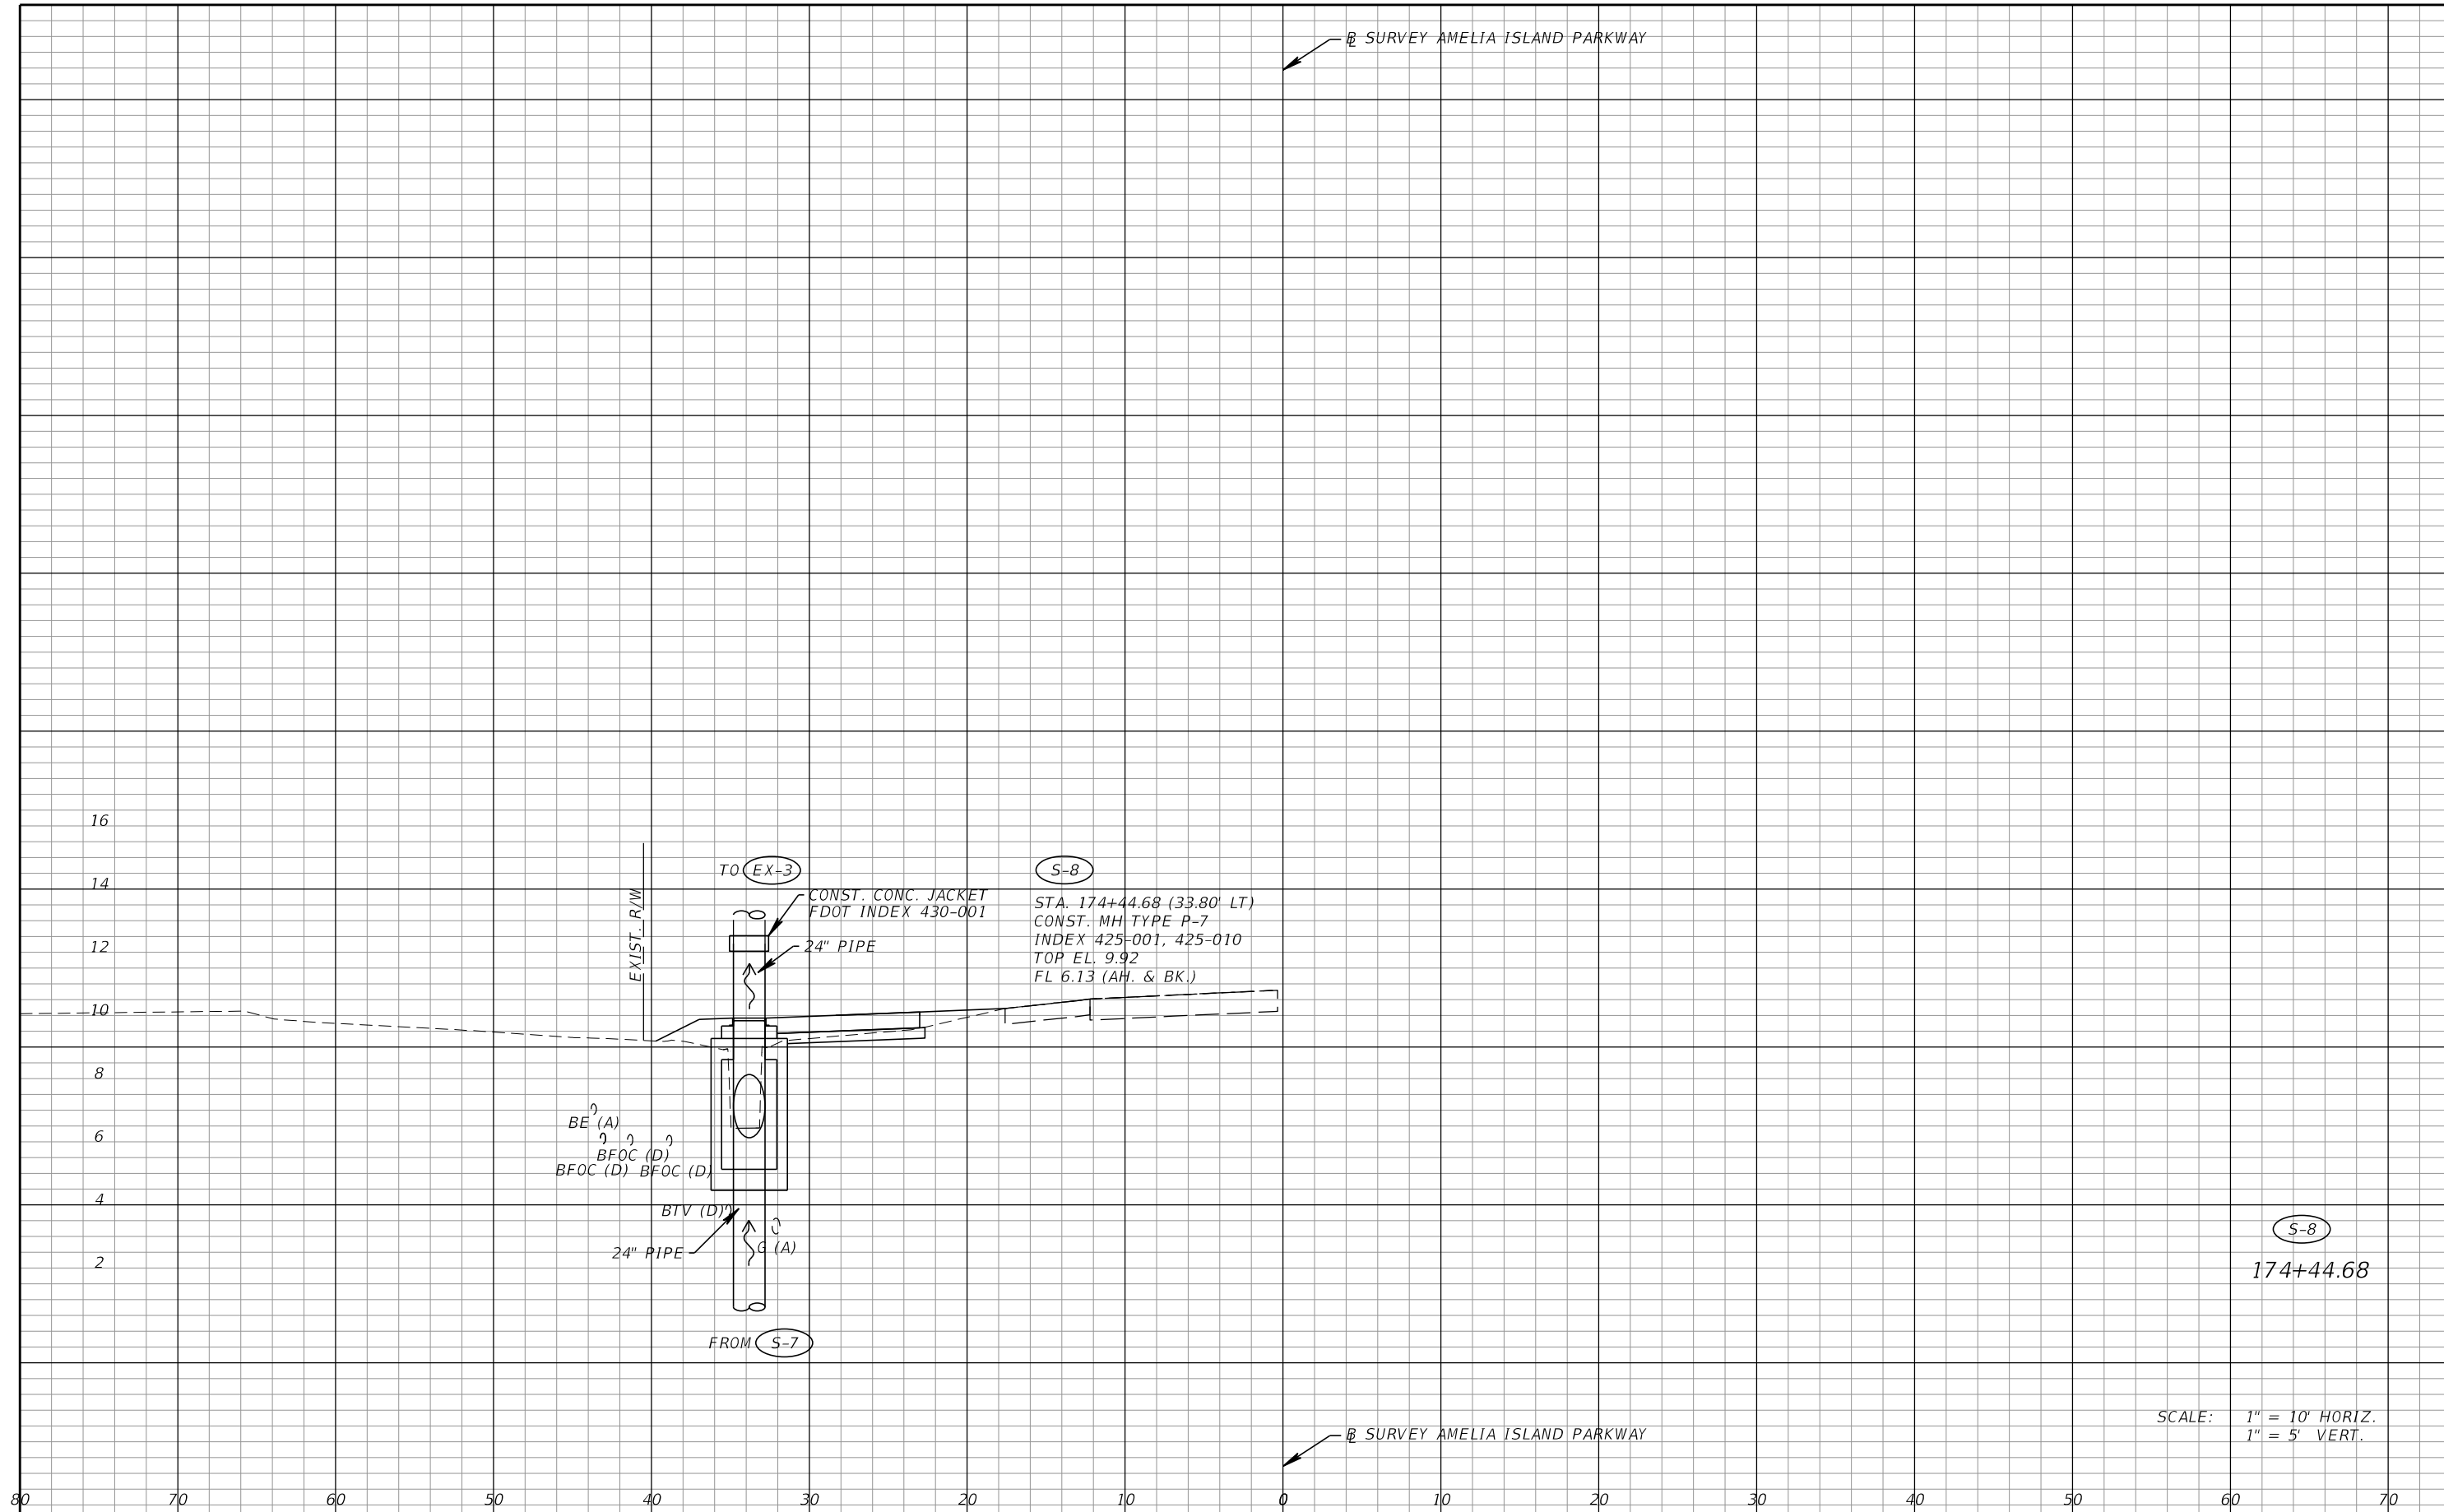 BL SURVEY AMELIA ISLAND PARKWAY
16
14
12
10
8
6
4
2
EXIST. R/W
TO EX-3
CONST. CONC. JACKET
FDOT INDEX 430-001
24" PIPE
S-8
STA. 174+44.68 (33.80' LT)
CONST. MH TYPE P-7
INDEX 425-001, 425-010
TOP EL. 9.92
FL 6.13 (AH. & BK.)
BE (A)
BFOC (D)
BFOC (D) BFOC (D)
BTV (D)
24" PIPE
G (A)
FROM S-7
S-8
174+44.68
SCALE: 1" = 10' HORIZ.
1" = 5' VERT.
BL SURVEY AMELIA ISLAND PARKWAY
80 70 60 50 40 30 20 10 0 10 20 30 40 50 60 70